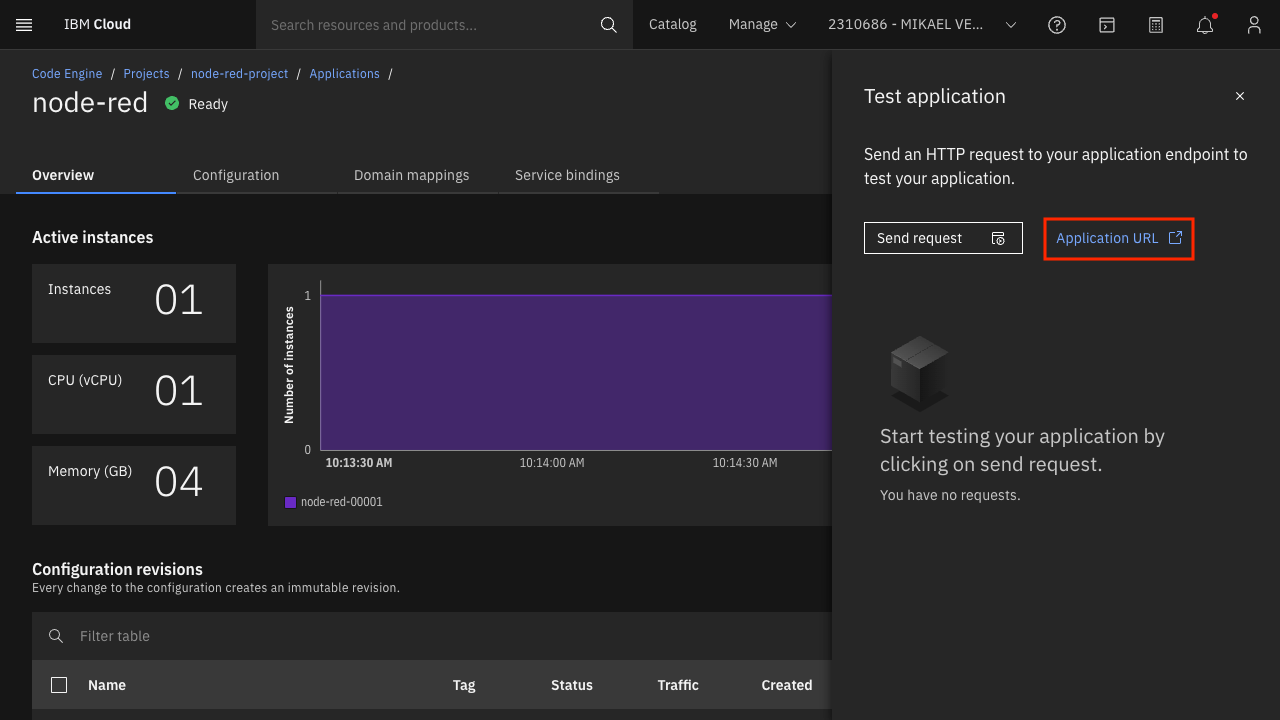 IBM Cloud
Search resources and products...
Catalog
Manage
2310686 - MIKAEL VE...
Code Engine / Projects / node-red-project / Applications /
node-red
Ready
Overview
Configuration
Domain mappings
Service bindings
Active instances
Instances
01
CPU (vCPU)
01
Memory (GB)
04
Number of instances
1
0
10:13:30 AM
10:14:00 AM
10:14:30 AM
node-red-00001
Configuration revisions
Every change to the configuration creates an immutable revision.
Filter table
Name
Tag
Status
Traffic
Created
Test application
Send an HTTP request to your application endpoint to
test your application.
Send request
Application URL
Start testing your application by
clicking on send request.
You have no requests.